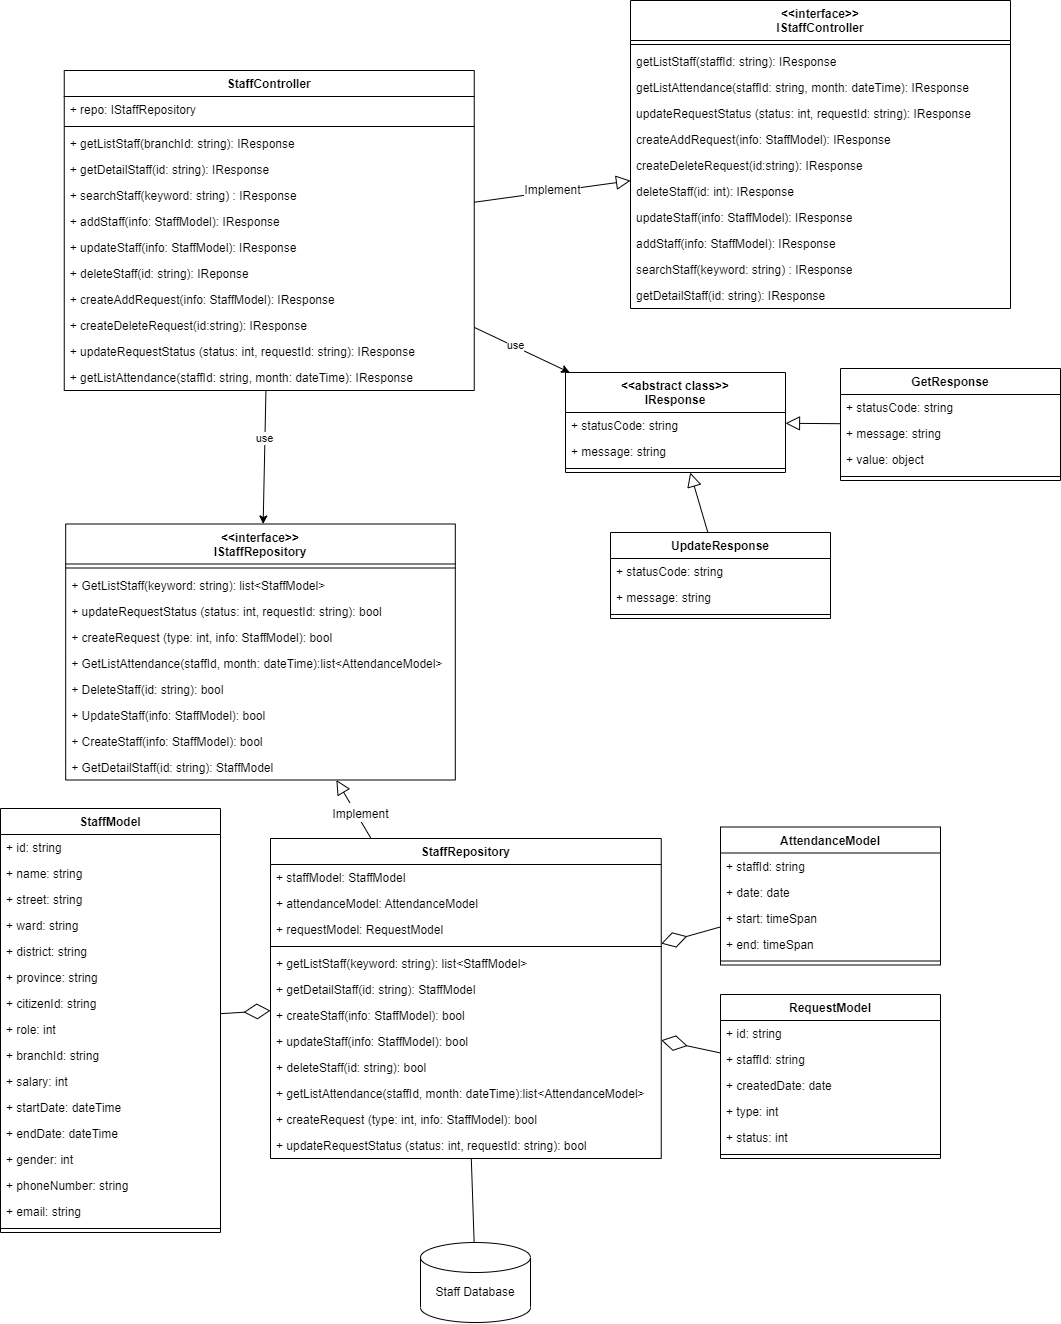 <<interface>>
IStaffController
getListStaff(staffId: string): IResponse
getListAttendance(staffId: string, month: dateTime): IResponse
updateRequestStatus (status: int, requestId: string): IResponse
createAddRequest(info: StaffModel): IResponse
createDeleteRequest(id:string): IResponse
deleteStaff(id: int): IResponse
updateStaff(info: StaffModel): IResponse
addStaff(info: StaffModel): IResponse
searchStaff(keyword: string) : IResponse
getDetailStaff(id: string): IResponse
StaffController
+ repo: IStaffRepository
+ getListStaff(branchId: string): IResponse
+ getDetailStaff(id: string): IResponse
+ searchStaff(keyword: string) : IResponse
+ addStaff(info: StaffModel): IResponse
+ updateStaff(info: StaffModel): IResponse
+ deleteStaff(id: string): IReponse
+ createAddRequest(info: StaffModel): IResponse
+ createDeleteRequest(id:string): IResponse
+ updateRequestStatus (status: int, requestId: string): IResponse
+ getListAttendance(staffId: string, month: dateTime): IResponse
Implement
use
use
<<abstract class>>
IResponse
+ statusCode: string
+ message: string
GetResponse
+ statusCode: string
+ message: string
+ value: object
UpdateResponse
+ statusCode: string
+ message: string
<<interface>>
IStaffRepository
+ GetListStaff(keyword: string): list<StaffModel>
+ updateRequestStatus (status: int, requestId: string): bool
+ createRequest (type: int, info: StaffModel): bool
+ GetListAttendance(staffId, month: dateTime):list<AttendanceModel>
+ DeleteStaff(id: string): bool
+ UpdateStaff(info: StaffModel): bool
+ CreateStaff(info: StaffModel): bool
+ GetDetailStaff(id: string): StaffModel
Implement
StaffModel
+ id: string
+ name: string
+ street: string
+ ward: string
+ district: string
+ province: string
+ citizenId: string
+ role: int
+ branchId: string
+ salary: int
+ startDate: dateTime
+ endDate: dateTime
+ gender: int
+ phoneNumber: string
+ email: string
StaffRepository
+ staffModel: StaffModel
+ attendanceModel: AttendanceModel
+ requestModel: RequestModel
+ getListStaff(keyword: string): list<StaffModel>
+ getDetailStaff(id: string): StaffModel
+ createStaff(info: StaffModel): bool
+ updateStaff(info: StaffModel): bool
+ deleteStaff(id: string): bool
+ getListAttendance(staffId, month: dateTime):list<AttendanceModel>
+ createRequest (type: int, info: StaffModel): bool
+ updateRequestStatus (status: int, requestId: string): bool
AttendanceModel
+ staffId: string
+ date: date
+ start: timeSpan
+ end: timeSpan
RequestModel
+ id: string
+ staffId: string
+ createdDate: date
+ type: int
+ status: int
Staff Database